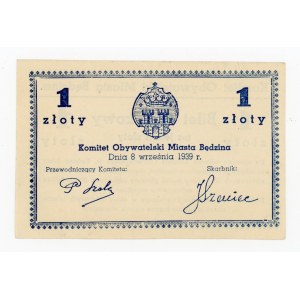 1 1
złoty złoty
Komitet Obywatelski Miasta Będzina
Dnia 8 września 1939 r.
Przewodniczący Komitetu: Skarbnik: